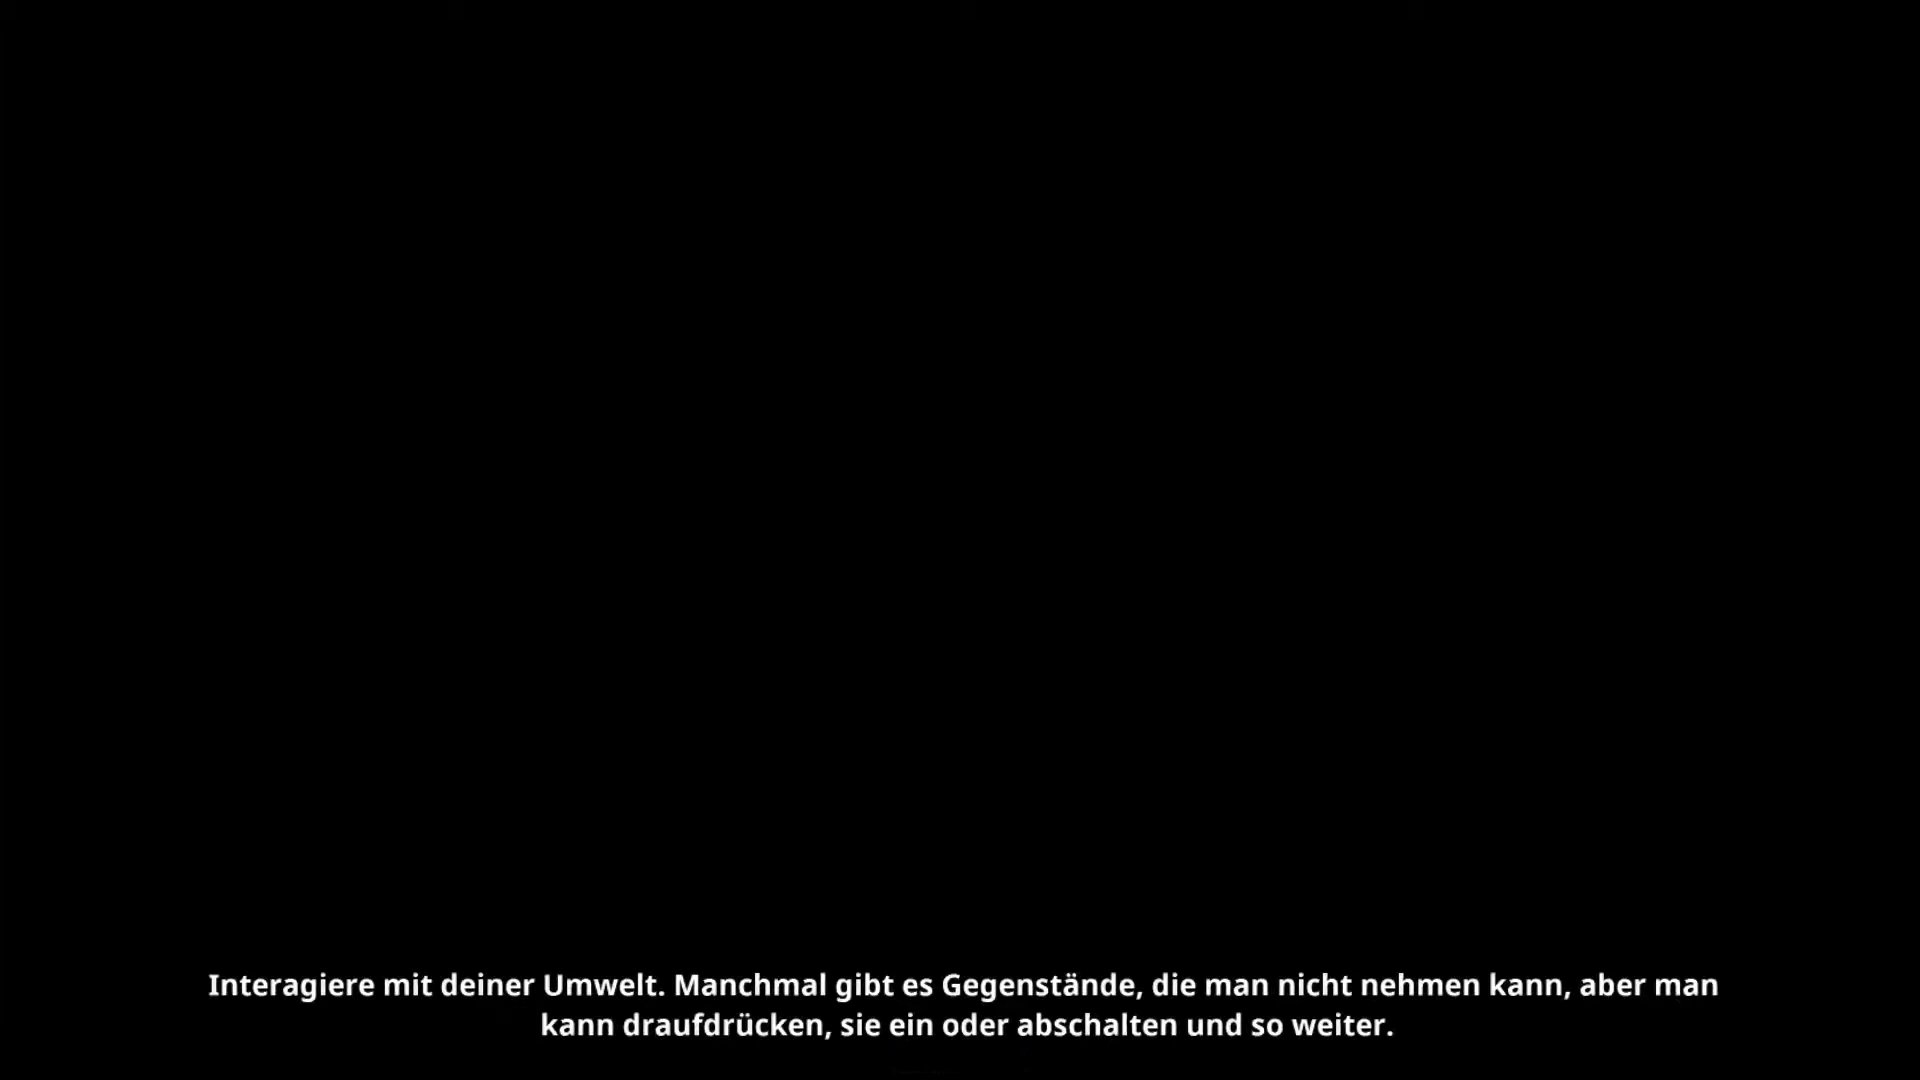 Interagiere mit deiner Umwelt. Manchmal gibt es Gegenstände, die man nicht nehmen kann, aber man
kann draufdrücken, sie ein oder abschalten und so weiter.